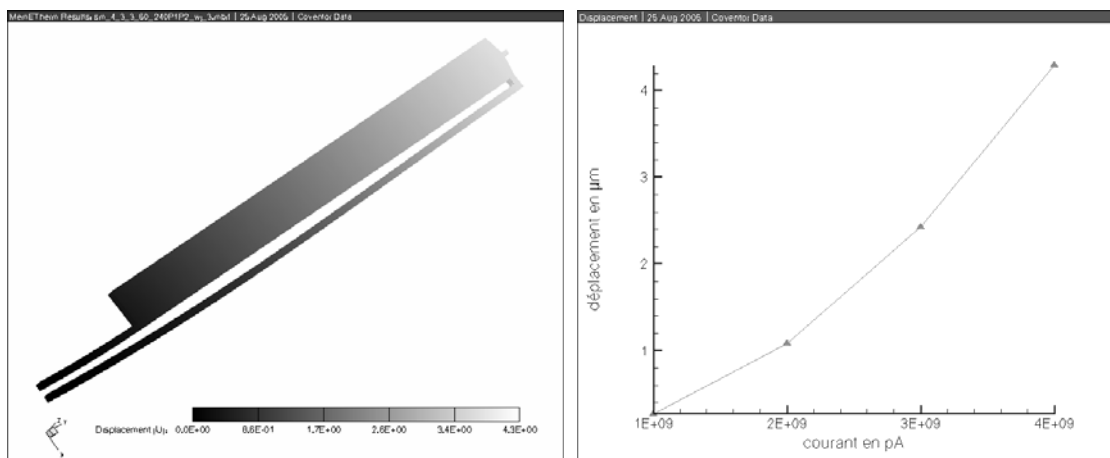 MemETherm Results: sm_4_3_3_60_240P1P2_w_3umbif | 25 Aug 2005 | Coventor Data
Displacement |U|µ
0.0E+00 8.6E-01 1.7E+00 2.6E+00 3.4E+00 4.3E+00
Z Y
X
Displacement | 25 Aug 2005 | Coventor Data
déplacement en µm
4
3
2
1
1E+09 2E+09 3E+09 4E+09
courant en pA